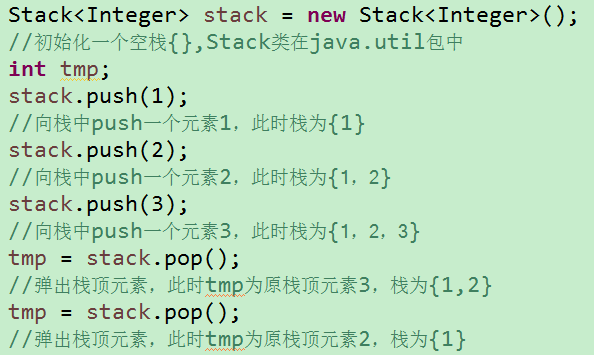 Stack<Integer> stack = new Stack<Integer>();
//初始化一个空栈{},Stack类在java.util包中
int tmp;
stack.push(1);
//向栈中push一个元素1，此时栈为{1}
stack.push(2);
//向栈中push一个元素2，此时栈为{1，2}
stack.push(3);
//向栈中push一个元素3，此时栈为{1，2，3}
tmp = stack.pop();
//弹出栈顶元素，此时tmp为原栈顶元素3，栈为{1,2}
tmp = stack.pop();
//弹出栈顶元素，此时tmp为原栈顶元素2，栈为{1}